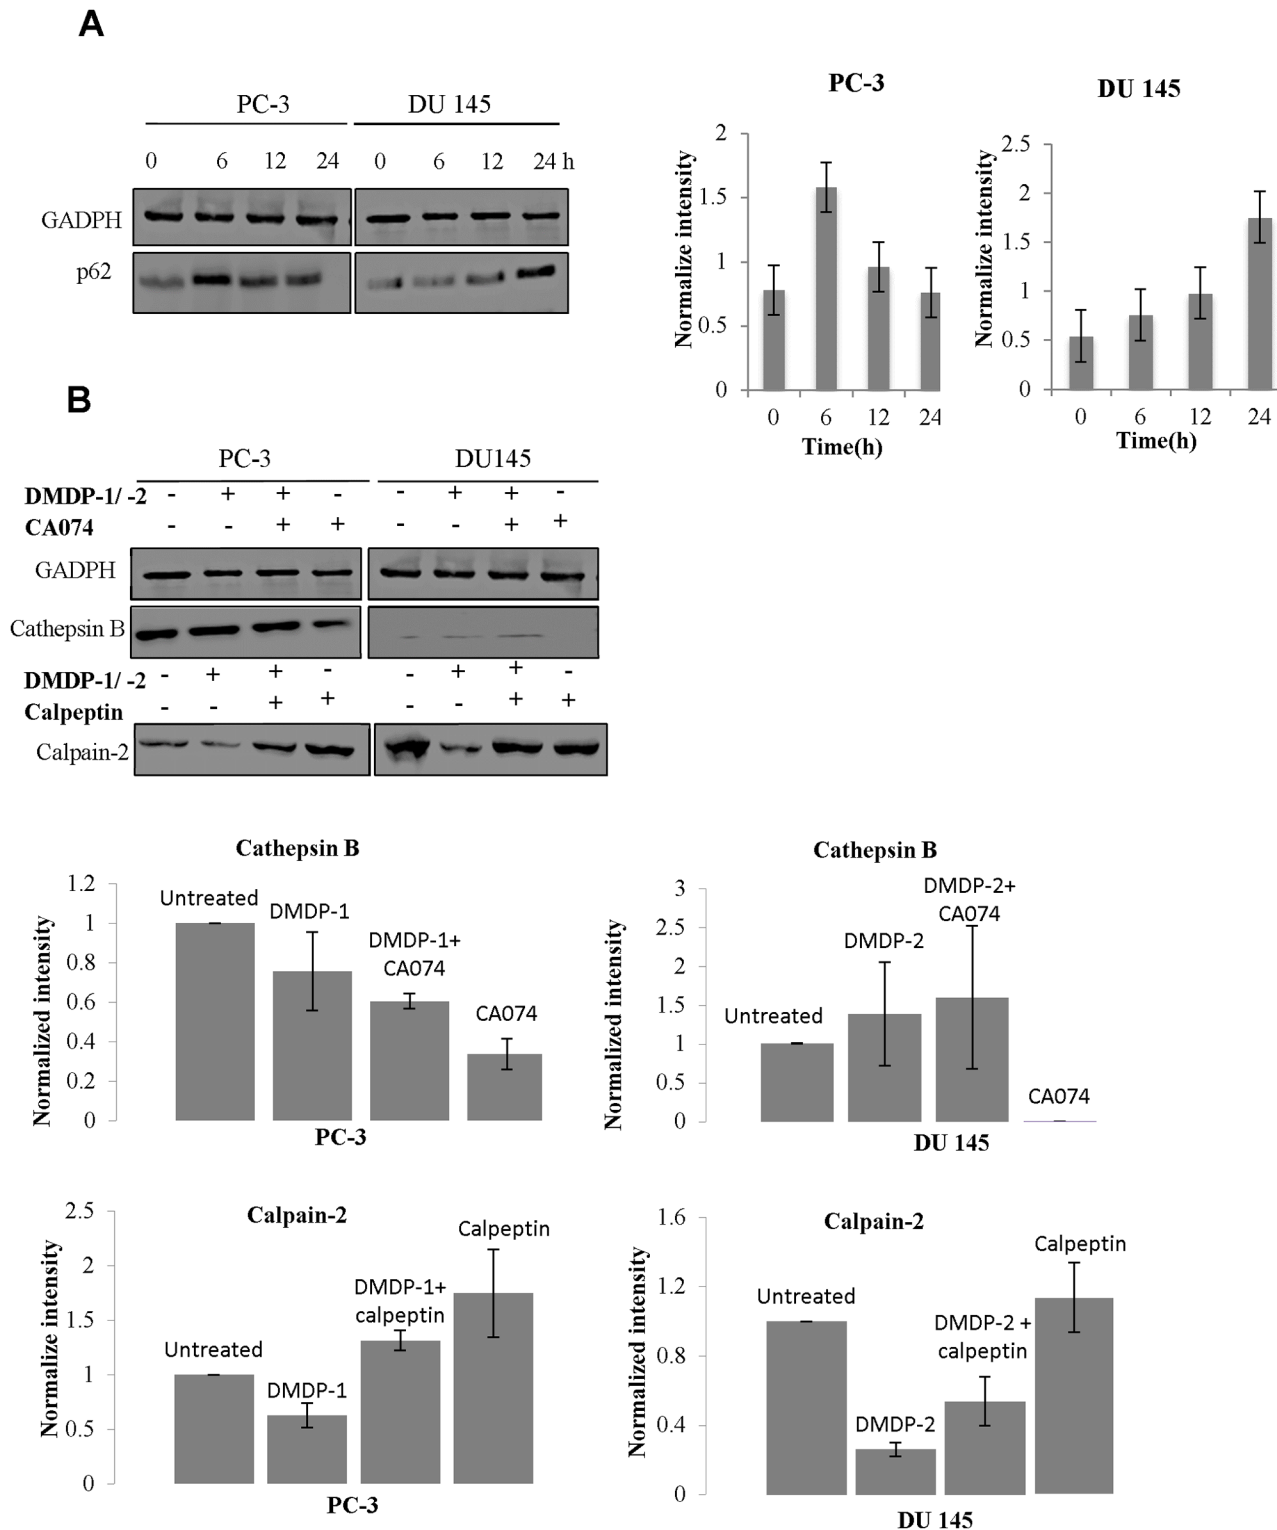 A
PC-3
DU 145
0 6 12 24 0 6 12 24 h
GADPH
p62
PC-3
Normalize intensity
2
1.5
1
0.5
0
0 6 12 24
Time(h)
DU 145
Normalize intensity
2.5
2
1.5
1
0.5
0
0 6 12 24
Time(h)
B
PC-3
DU145
DMDP-1/ -2 - + + - - + + -
CA074 - - + + - - + +
GADPH
Cathepsin B
DMDP-1/ -2 - + + - - + + -
Calpeptin - - + + - - + +
Calpain-2
Cathepsin B
Normalized intensity
1.2
1
0.8
0.6
0.4
0.2
0
Untreated
DMDP-1
DMDP-1+
CA074
CA074
PC-3
Cathepsin B
Normalized intensity
3
2.5
2
1.5
1
0.5
0
Untreated
DMDP-2
DMDP-2+
CA074
CA074
DU 145
Calpain-2
Normalize intensity
2.5
2
1.5
1
0.5
0
Untreated
DMDP-1
DMDP-1+
calpeptin
Calpeptin
PC-3
Calpain-2
Normalized intensity
1.6
1.2
0.8
0.4
0
Untreated
DMDP-2
DMDP-2 +
calpeptin
Calpeptin
DU 145